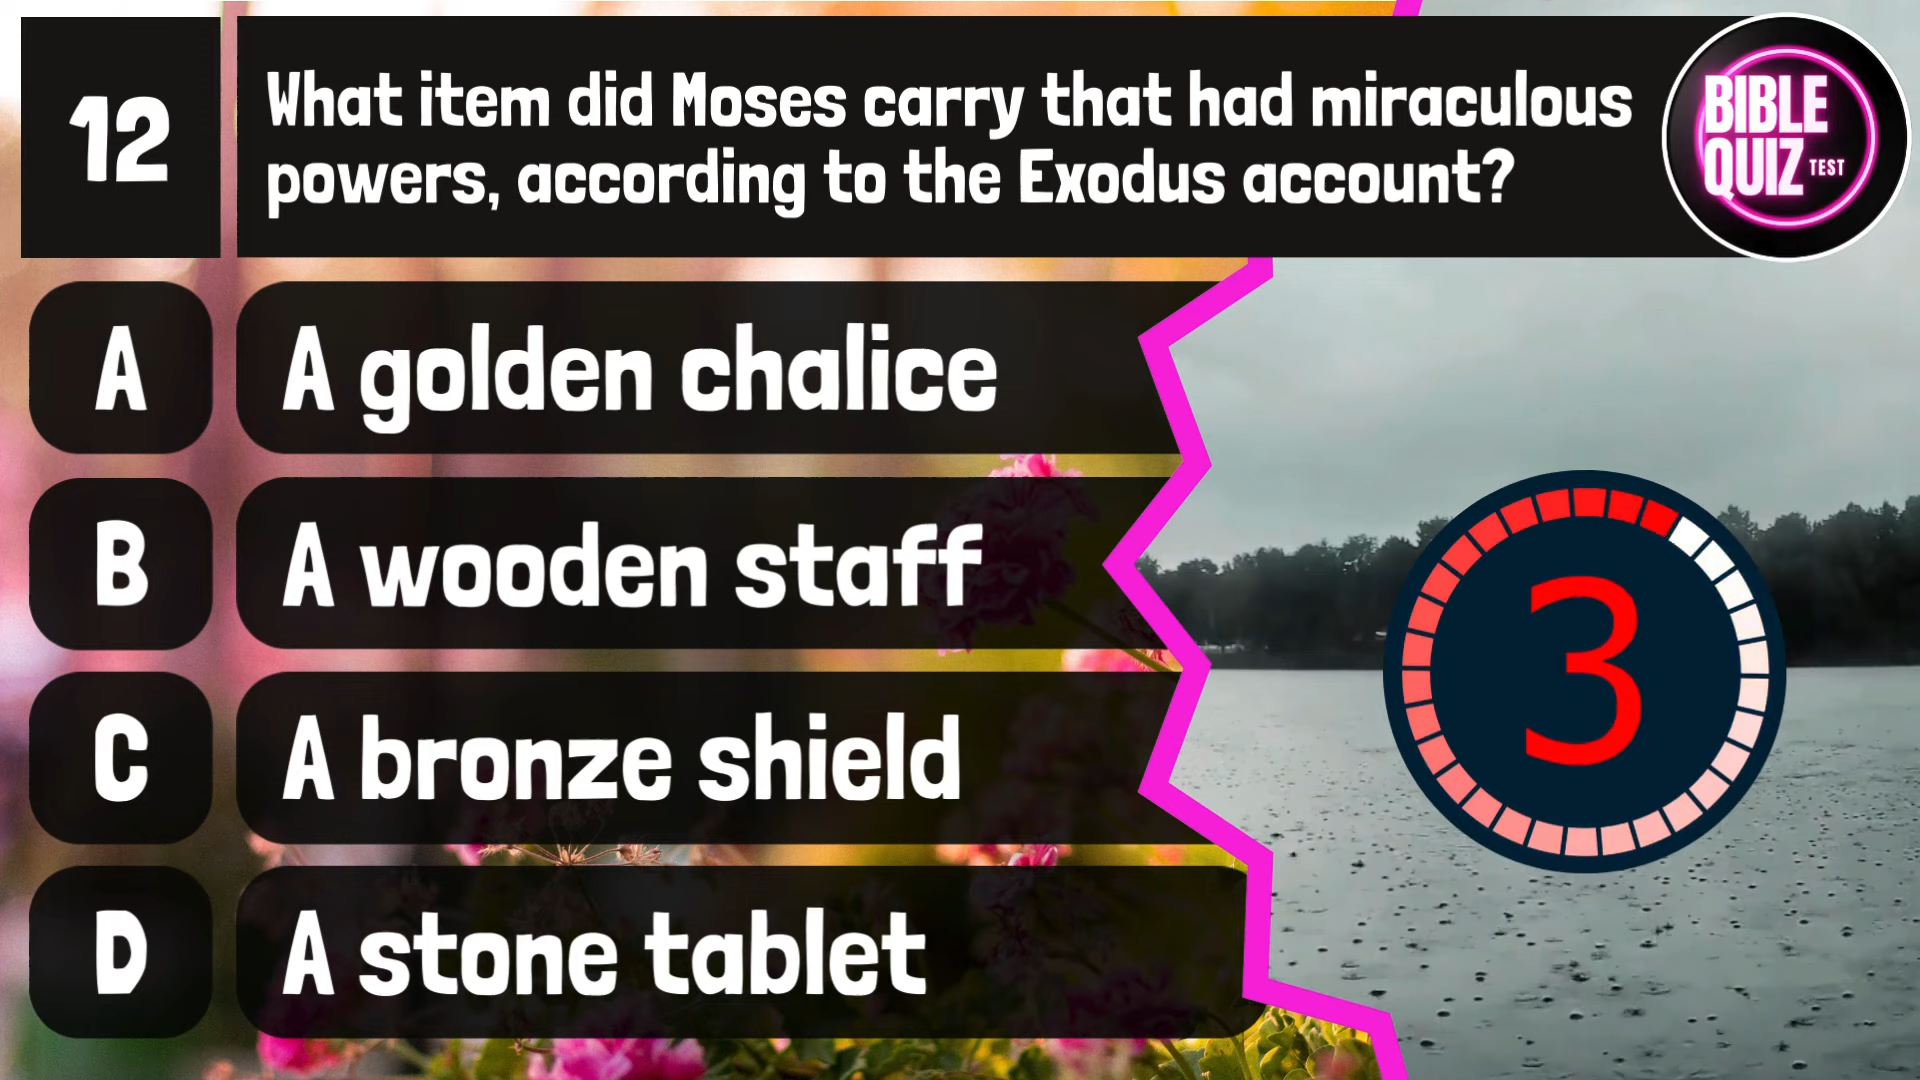 12
What item did Moses carry that had miraculous
powers, according to the Exodus account?
BIBLE
QUIZ TEST
A
A golden chalice
B
A wooden staff
C
A bronze shield
D
A stone tablet
3